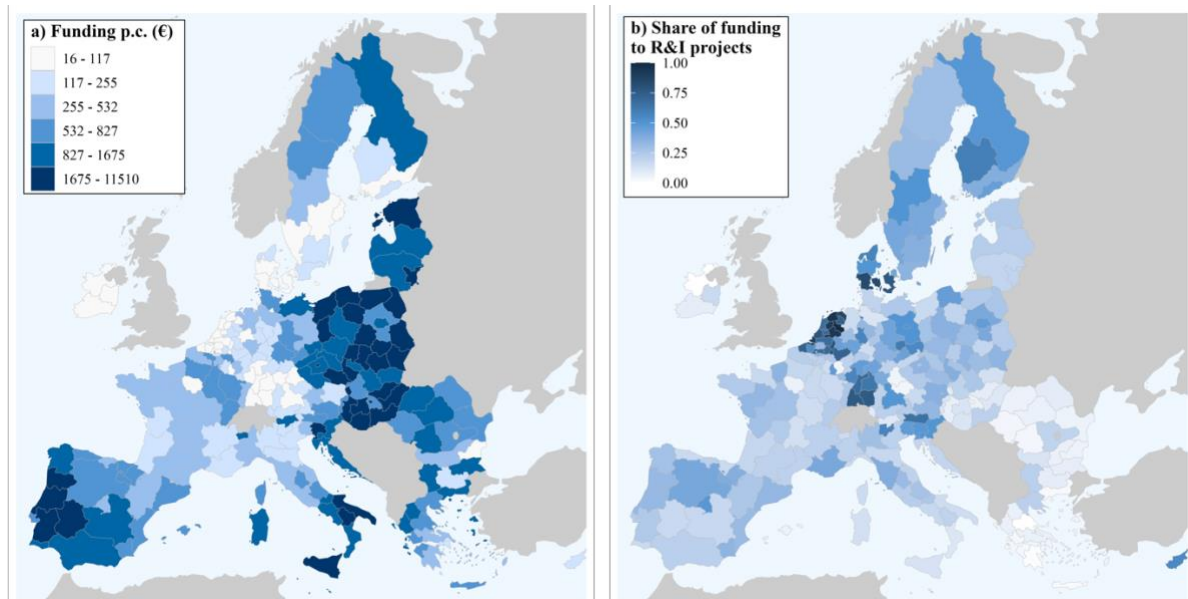 a) Funding p.c. (€)
16 - 117
117 - 255
255 - 532
532 - 827
827 - 1675
1675 - 11510
b) Share of funding
to R&I projects
1.00
0.75
0.50
0.25
0.00